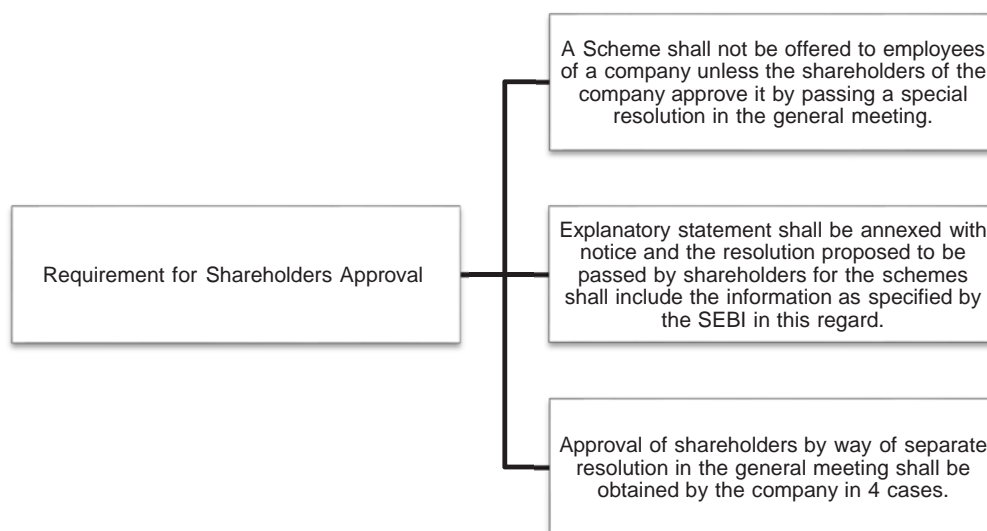 A Scheme shall not be offered to employees
of a company unless the shareholders of the
company approve it by passing a special
resolution in the general meeting.
Requirement for Shareholders Approval
Explanatory statement shall be annexed with
notice and the resolution proposed to be
passed by shareholders for the schemes
shall include the information as specified by
the SEBI in this regard.
Approval of shareholders by way of separate
resolution in the general meeting shall be
obtained by the company in 4 cases.